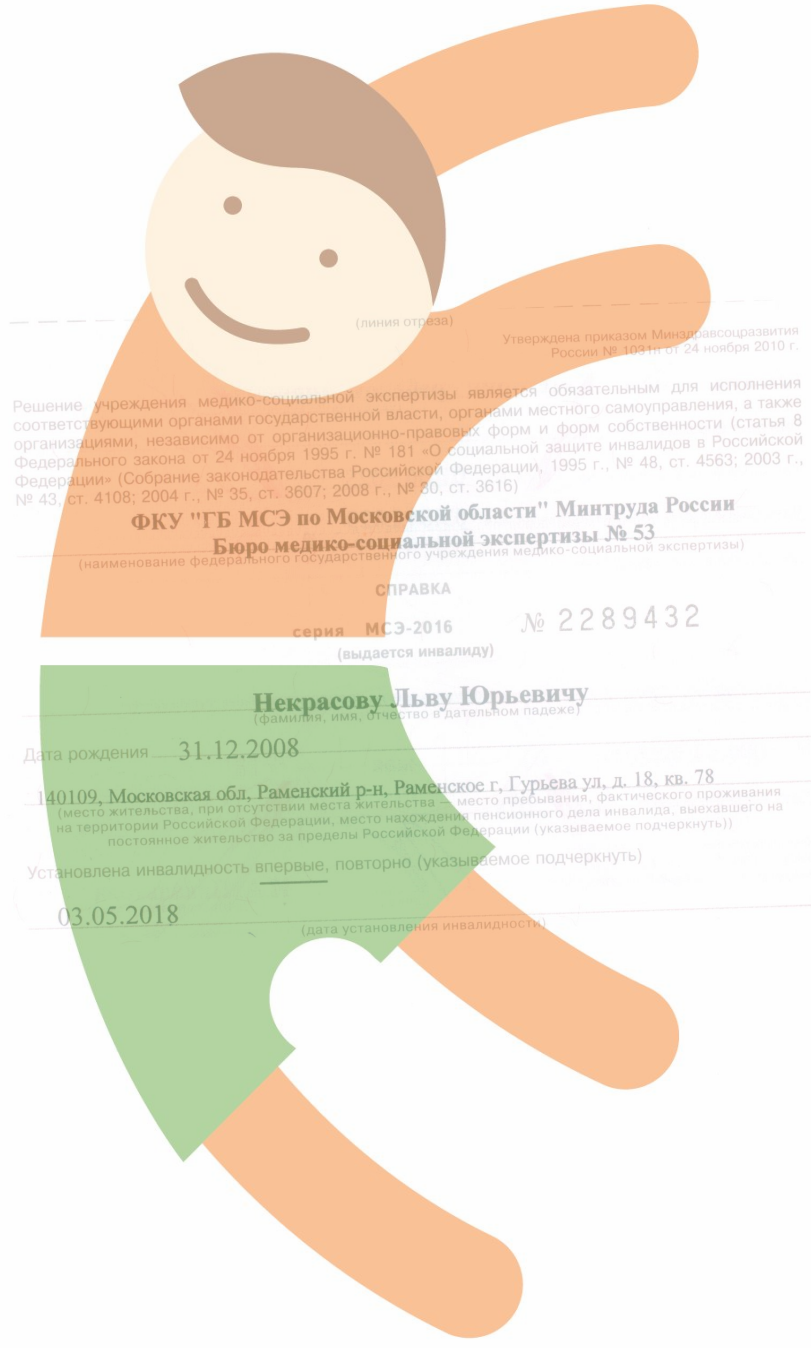 (линия отреза)
Утверждена приказом Минздравсоцразвития
России № 1031н от 24 ноября 2010 г.
Решение учреждения медико-социальной экспертизы является обязательным для исполнения
соответствующими органами государственной власти, органами местного самоуправления, а также
организациями, независимо от организационно-правовых форм и форм собственности (статья 8
Федерального закона от 24 ноября 1995 г. № 181 «О социальной защите инвалидов в Российской
Федерации» (Собрание законодательства Российской Федерации, 1995 г., № 48, ст. 4563; 2003 г.,
№ 43, ст. 4108; 2004 г., № 35, ст. 3607; 2008 г., № 30, ст. 3616)
ФКУ "ГБ МСЭ по Московской области" Минтруда России
Бюро медико-социальной экспертизы № 53
(наименование федерального государственного учреждения медико-социальной экспертизы)
СПРАВКА
серия МСЭ-2016 № 2289432
(выдается инвалиду)
Некрасову Льву Юрьевичу
(фамилия, имя, отчество в дательном падеже)
Дата рождения 31.12.2008
140109, Московская обл, Раменский р-н, Раменское г, Гурьева ул, д. 18, кв. 78
(место жительства, при отсутствии места жительства — место пребывания, фактического проживания
на территории Российской Федерации, место нахождения пенсионного дела инвалида, выехавшего на
постоянное жительство за пределы Российской Федерации (указываемое подчеркнуть))
Установлена инвалидность впервые, повторно (указываемое подчеркнуть)
03.05.2018
(дата установления инвалидности)